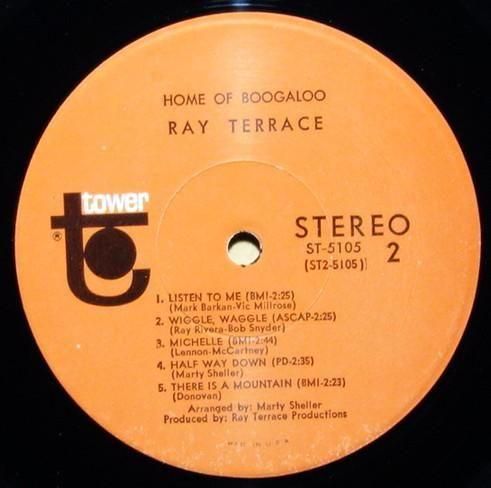 HOME OF BOOGALOO
RAY TERRACE
tower
®
STEREO
ST-5105
(ST2-5105)
2
1. LISTEN TO ME (BMI-2:25)
(Mark Barkan-Vic Millrose)
2. WIGGLE, WAGGLE (ASCAP-2:25)
(Ray Rivera-Bob Snyder)
3. MICHELLE (BMI-2:44)
(Lennon-McCartney)
4. HALF WAY DOWN (PD-2:35)
(Marty Sheller)
5. THERE IS A MOUNTAIN (BMI-2:23)
(Donovan)
Arranged by: Marty Sheller
Produced by: Ray Terrace Productions
IN U.S.A.